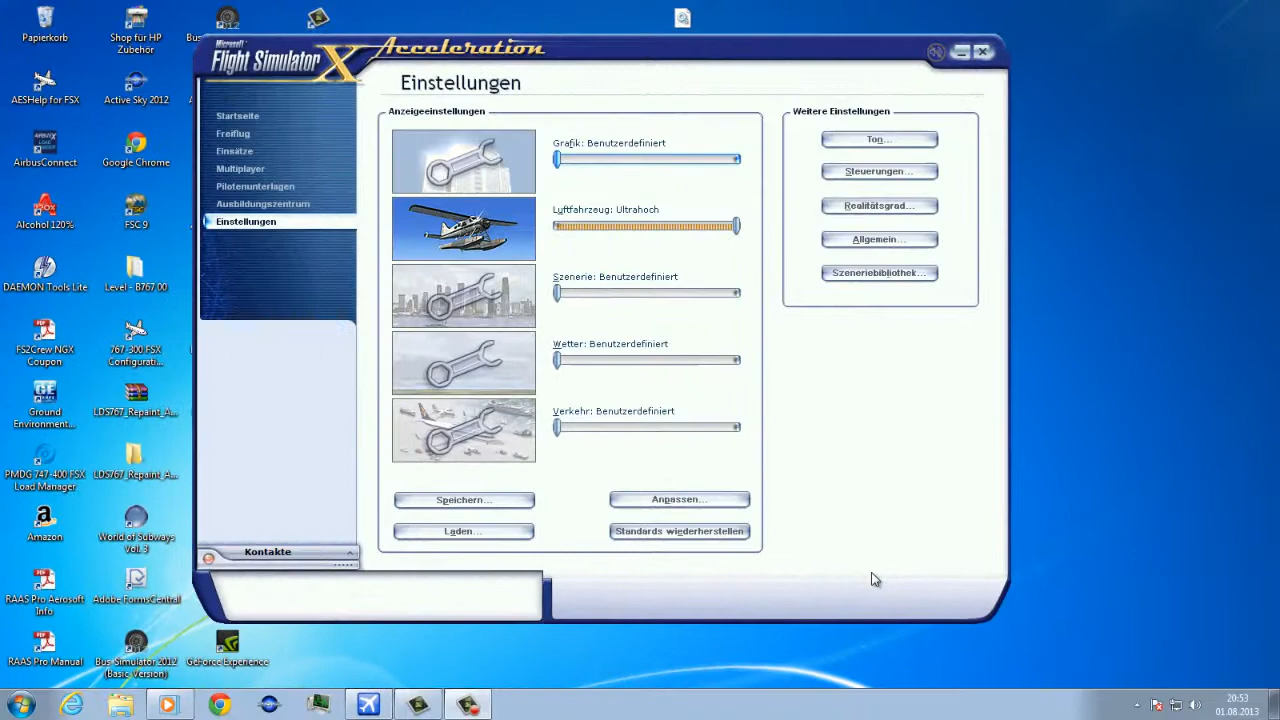 Papierkorb
Shop für HP
Zubehör
AESHelp for FSX
Active Sky 2012
AirbusConnect
Google Chrome
Alcohol 120%
FSC 9
DAEMON Tools Lite
Level - B767.00
FS2Crew NGX
Coupon
767-300 FSX
Configurati...
Ground
Environment...
LDS767_Repaint_A...
PMDG 747-400 FSX
Load Manager
LDS767_Repaint_A...
Amazon
World of Subways
Vol. 3
RAAS Pro Aerosoft
Info
Adobe FormsCentral
RAAS Pro Manual
Bus-Simulator 2012
(Basic_Version)
GeForce Experience
Microsoft
Flight Simulator X
Acceleration
Startseite
Freiflug
Einsätze
Multiplayer
Pilotenunterlagen
Ausbildungszentrum
Einstellungen
Kontakte
Einstellungen
Anzeigeeinstellungen
Grafik: Benutzerdefiniert
Luftfahrzeug: Ultrahoch
Szenerie: Benutzerdefiniert
Wetter: Benutzerdefiniert
Verkehr: Benutzerdefiniert
Speichern...
Anpassen...
Laden...
Standards wiederherstellen
Weitere Einstellungen
Ton...
Steuerungen...
Realitätsgrad...
Allgemein...
Szeneriebibliothek...
20:53
01.08.2013